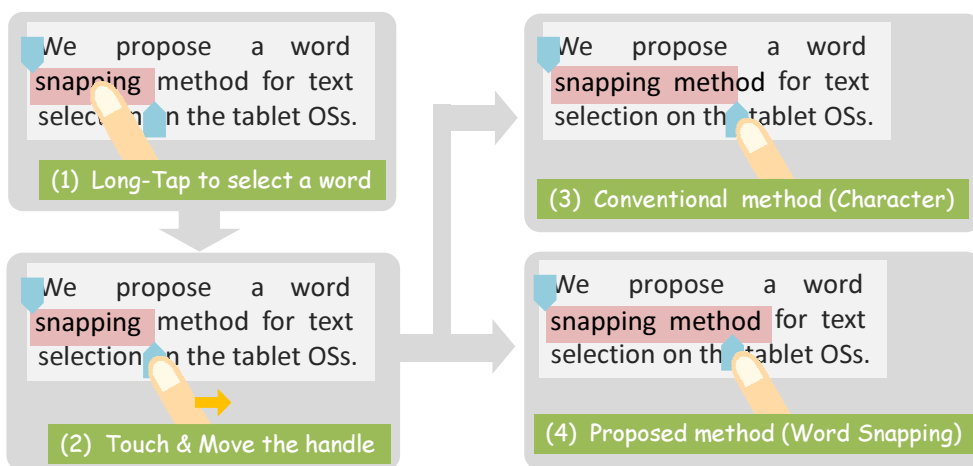 We propose a word
snapping method for text
selection n the tablet OSs.
(1) Long-Tap to select a word
We propose a word
snapping method for text
selection n the tablet OSs.
(2) Touch & Move the handle
We propose a word
snapping method for text
selection on th tablet OSs.
(3) Conventional method (Character)
We propose a word
snapping method for text
selection on th tablet OSs.
(4) Proposed method (Word Snapping)